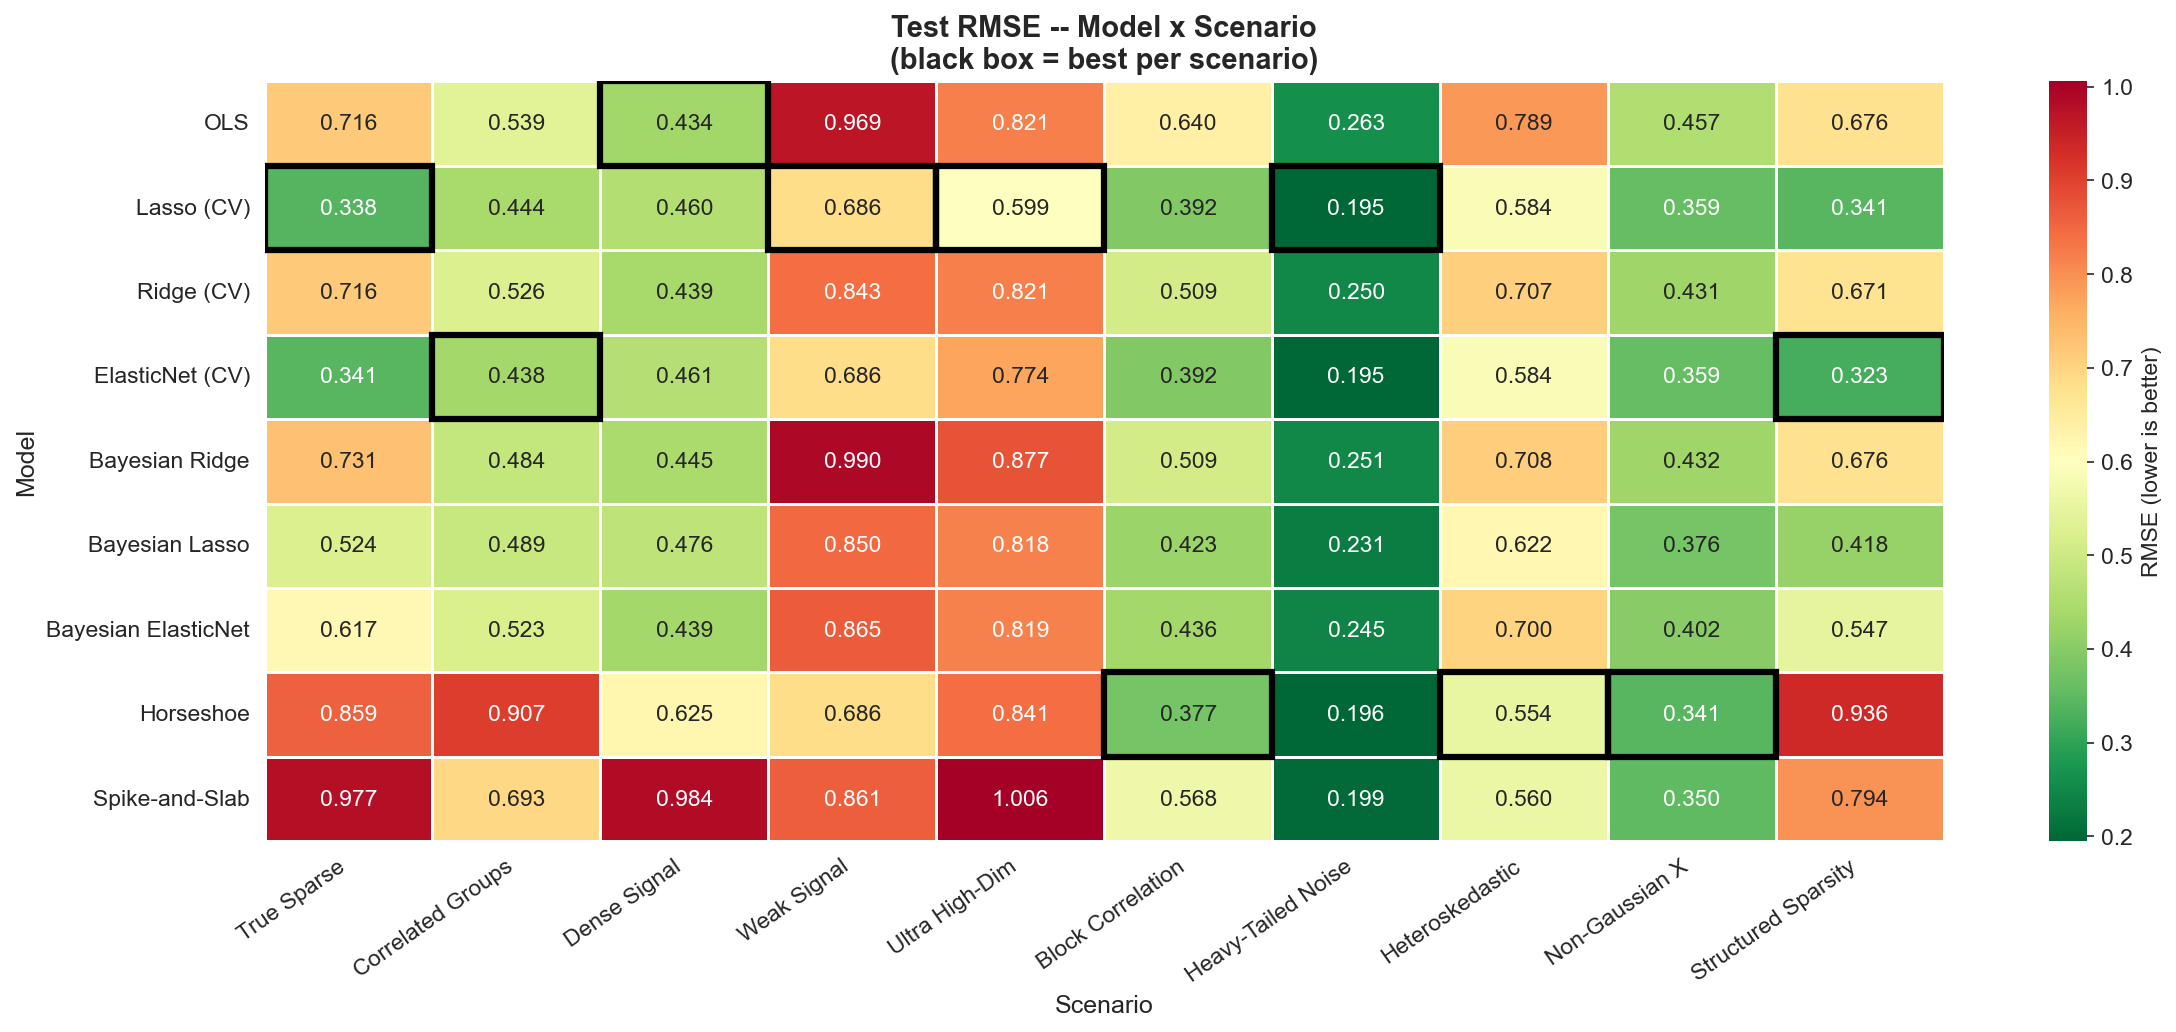 Test RMSE -- Model x Scenario
(black box = best per scenario)
Model
OLS 0.716 0.539 0.434 0.969 0.821 0.640 0.263 0.789 0.457 0.676
Lasso (CV) 0.338 0.444 0.460 0.686 0.599 0.392 0.195 0.584 0.359 0.341
Ridge (CV) 0.716 0.526 0.439 0.843 0.821 0.509 0.250 0.707 0.431 0.671
ElasticNet (CV) 0.341 0.438 0.461 0.686 0.774 0.392 0.195 0.584 0.359 0.323
Bayesian Ridge 0.731 0.484 0.445 0.990 0.877 0.509 0.251 0.708 0.432 0.676
Bayesian Lasso 0.524 0.489 0.476 0.850 0.818 0.423 0.231 0.622 0.376 0.418
Bayesian ElasticNet 0.617 0.523 0.439 0.865 0.819 0.436 0.245 0.700 0.402 0.547
Horseshoe 0.859 0.907 0.625 0.686 0.841 0.377 0.196 0.554 0.341 0.936
Spike-and-Slab 0.977 0.693 0.984 0.861 1.006 0.568 0.199 0.560 0.350 0.794
True Sparse
Correlated Groups
Dense Signal
Weak Signal
Ultra High-Dim
Block Correlation
Heavy-Tailed Noise
Heteroskedastic
Non-Gaussian X
Structured Sparsity
Scenario
1.0
0.9
0.8
0.7
0.6
0.5
0.4
0.3
0.2
RMSE (lower is better)